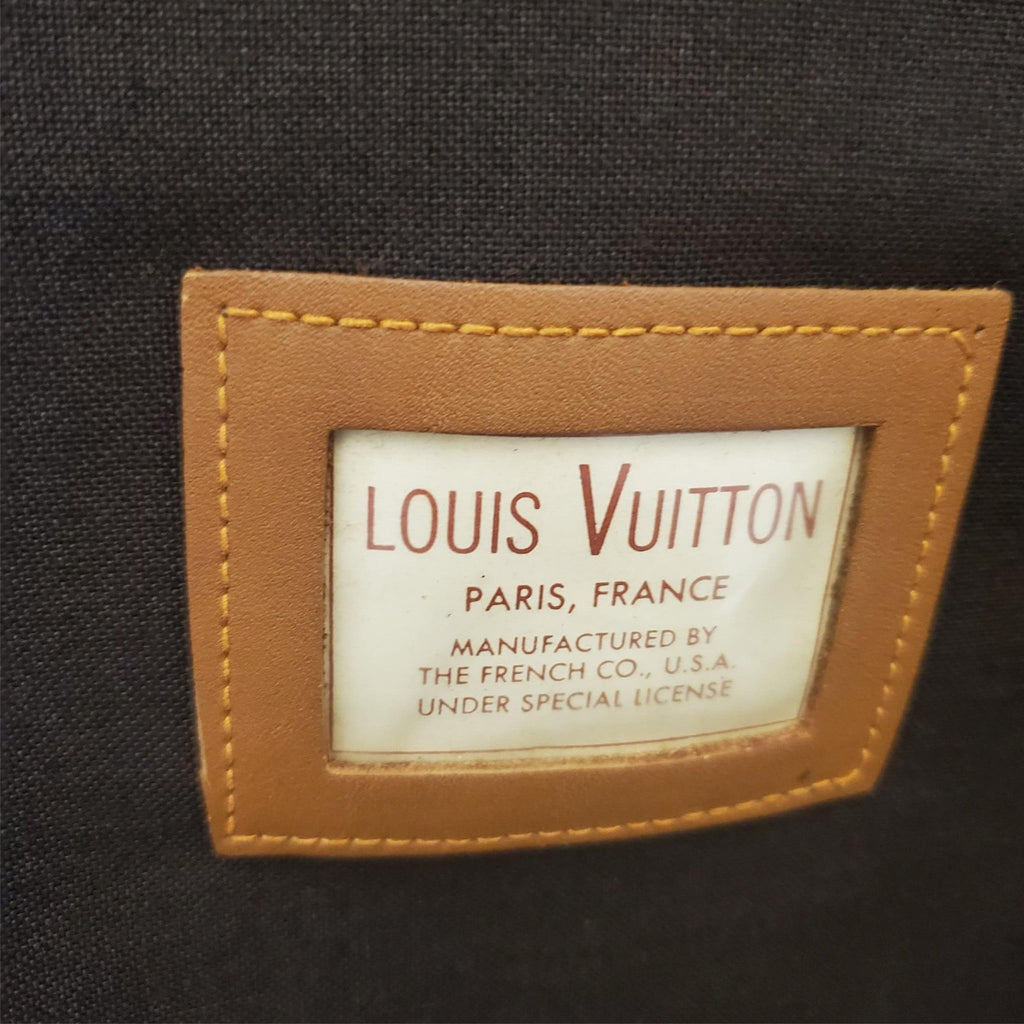 LOUIS VUITTON
PARIS, FRANCE
MANUFACTURED BY
THE FRENCH CO., U.S.A.
UNDER SPECIAL LICENSE